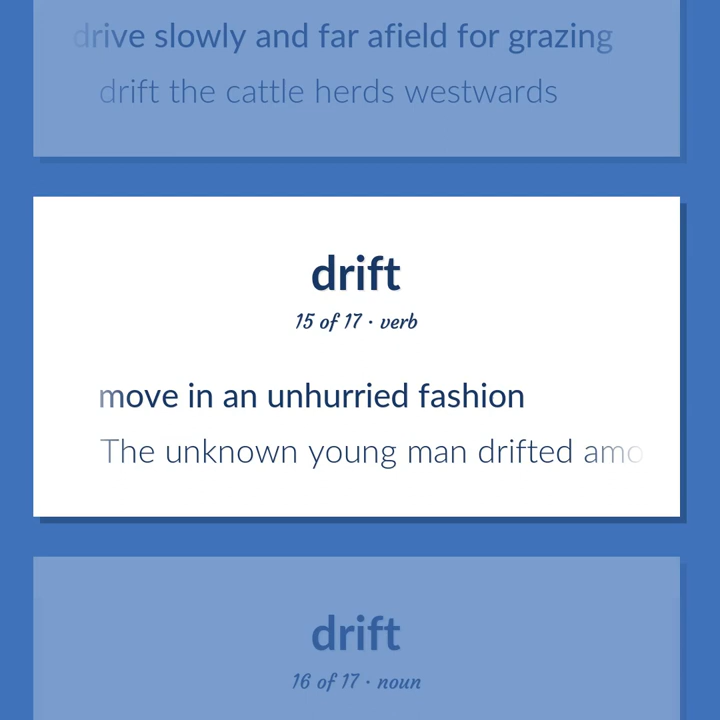 drive slowly and far afield for grazing
drift the cattle herds westwards
drift
15 of 17 · verb
move in an unhurried fashion
The unknown young man drifted amo
drift
16 of 17 · noun